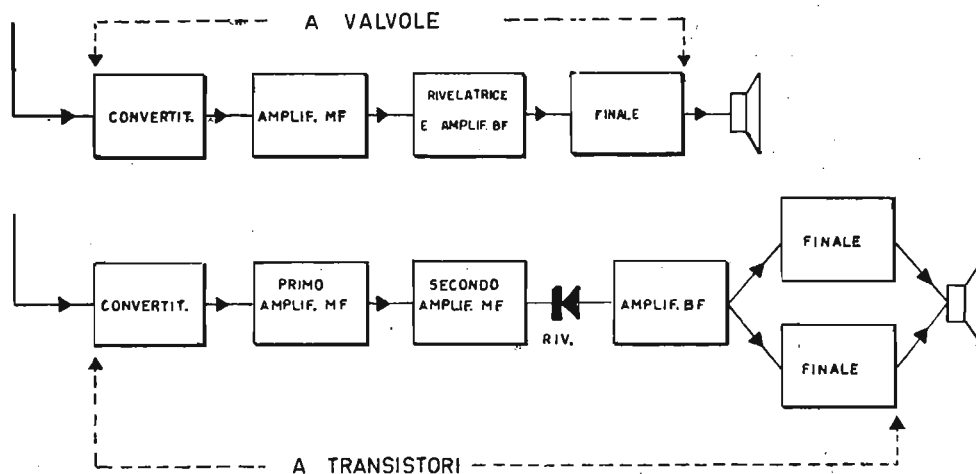 A VALVOLE
CONVERTIT.
AMPLIF. MF
RIVELATRICE
E AMPLIF. BF
FINALE
CONVERTIT.
PRIMO
AMPLIF. MF
SECONDO
AMPLIF. MF
RIV.
AMPLIF. BF
FINALE
FINALE
A TRANSISTORI